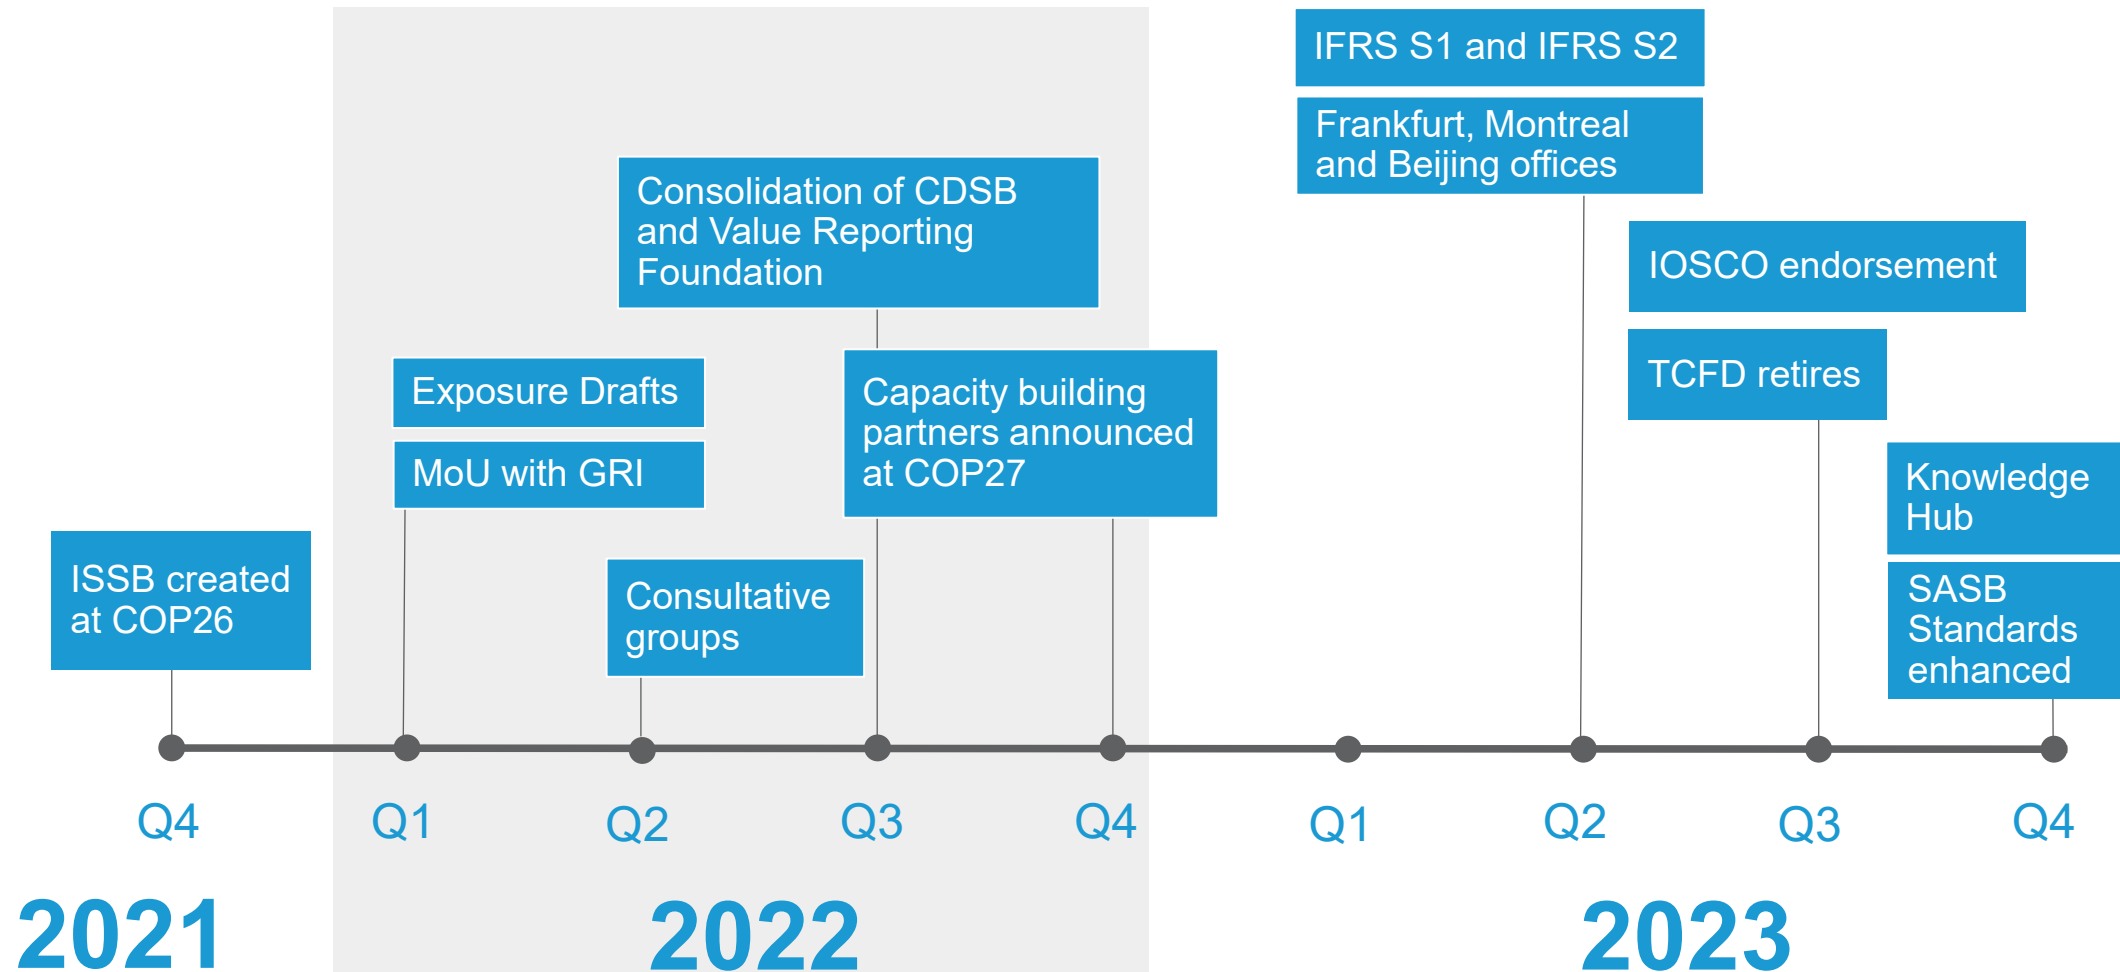 IFRS S1 and IFRS S2
Frankfurt, Montreal
and Beijing offices
Consolidation of CDSB
and Value Reporting
Foundation
IOSCO endorsement
TCFD retires
Exposure Drafts
MoU with GRI
Capacity building
partners announced
at COP27
Knowledge
Hub
ISSB created
at COP26
Consultative
groups
SASB
Standards
enhanced
Q4
Q1
Q2
Q3
Q4
Q1
Q2
Q3
Q4
2021
2022
2023